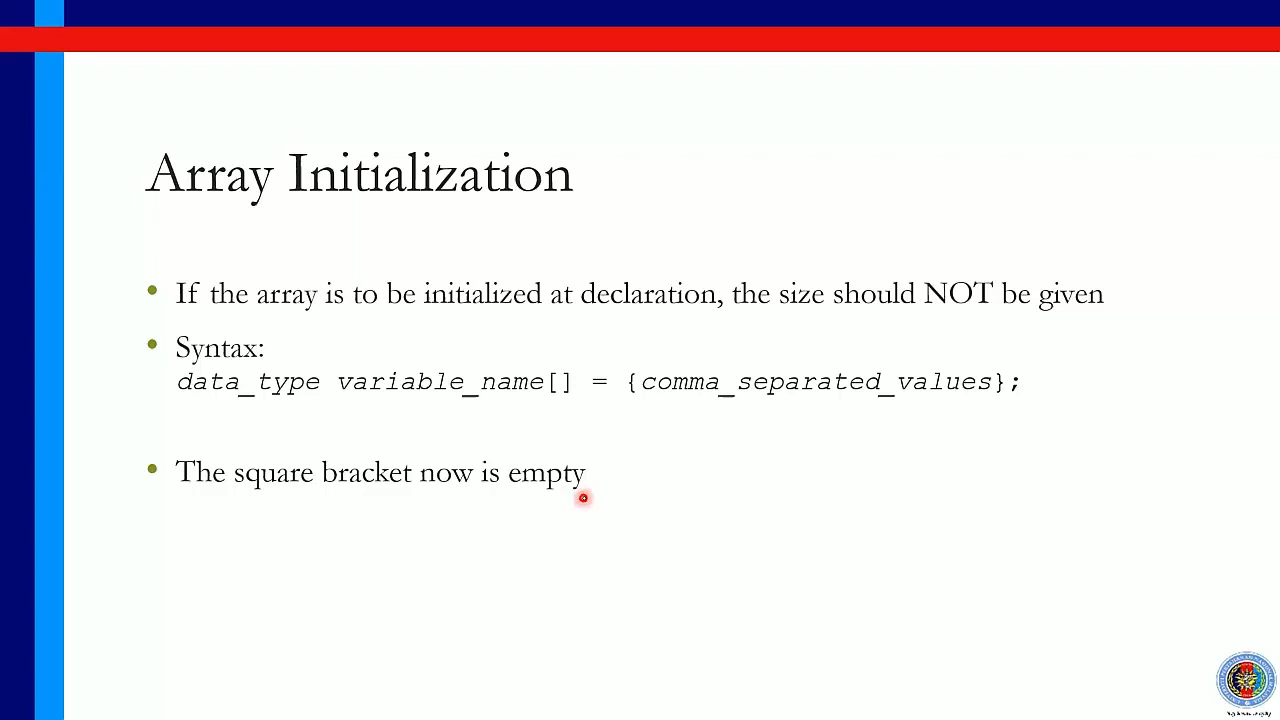 Array Initialization
• If the array is to be initialized at declaration, the size should NOT be given
• Syntax:
data_type variable_name[] = {comma_separated_values};
• The square bracket now is empty